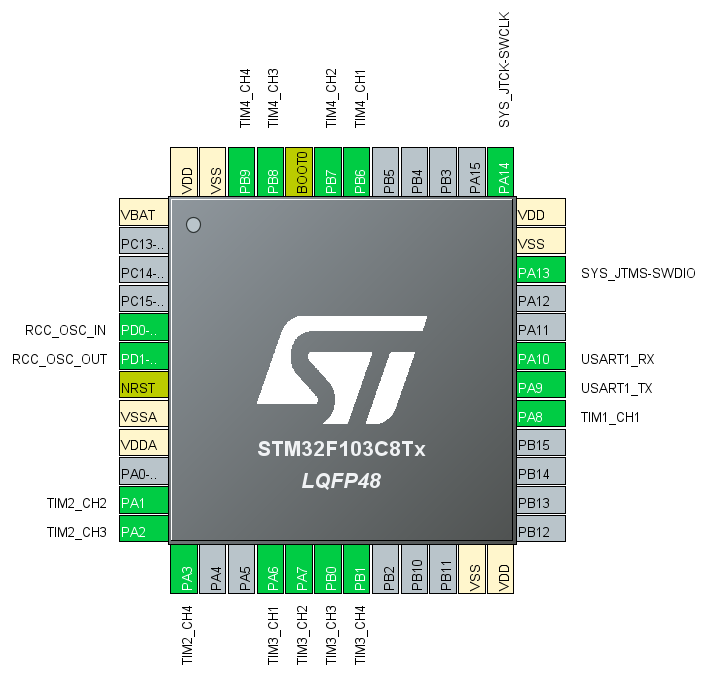 TIM4_CH4
TIM4_CH3
TIM4_CH2
TIM4_CH1
SYS_JTCK-SWCLK
VDD
VSS
PB9
PB8
BOOT0
PB7
PB6
PB5
PB4
PB3
PA15
PA14
VBAT
PC13-..
PC14-..
PC15-..
RCC_OSC_IN PD0-..
RCC_OSC_OUT PD1-..
NRST
VSSA
VDDA
PA0-..
TIM2_CH2 PA1
TIM2_CH3 PA2
VDD
VSS
PA13 SYS_JTMS-SWDIO
PA12
PA11
PA10 USART1_RX
PA9 USART1_TX
PA8 TIM1_CH1
PB15
PB14
PB13
PB12
ST
STM32F103C8Tx
LQFP48
PA3
PA4
PA5
PA6
PA7
PB0
PB1
PB2
PB10
PB11
VSS
VDD
TIM2_CH4
TIM3_CH1
TIM3_CH2
TIM3_CH3
TIM3_CH4